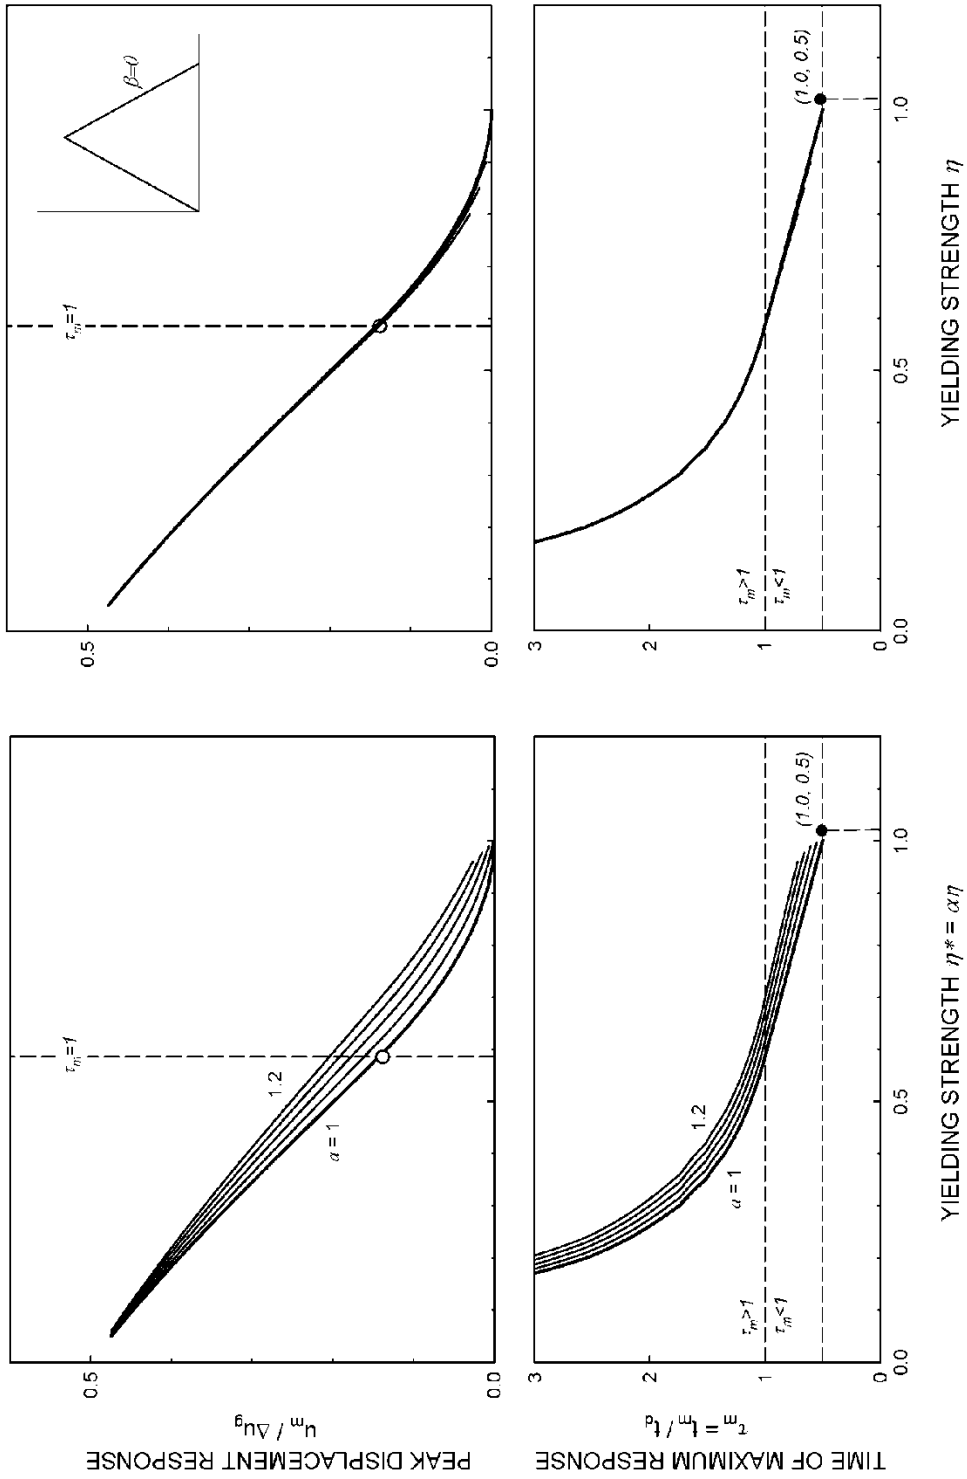 PEAK DISPLACEMENT RESPONSE
u_m / Δu_g
0.5
0.0
τ_m=1
α = 1
1.2
0.5
0.0
τ_m=1
β=0
TIME OF MAXIMUM RESPONSE
τ_m = t_m / t_d
3
2
1
0
τ_m>1
τ_m<1
α = 1
1.2
(1.0, 0.5)
0.0
0.5
1.0
YIELDING STRENGTH η* = αη
3
2
1
0
τ_m>1
τ_m<1
(1.0, 0.5)
0.0
0.5
1.0
YIELDING STRENGTH η